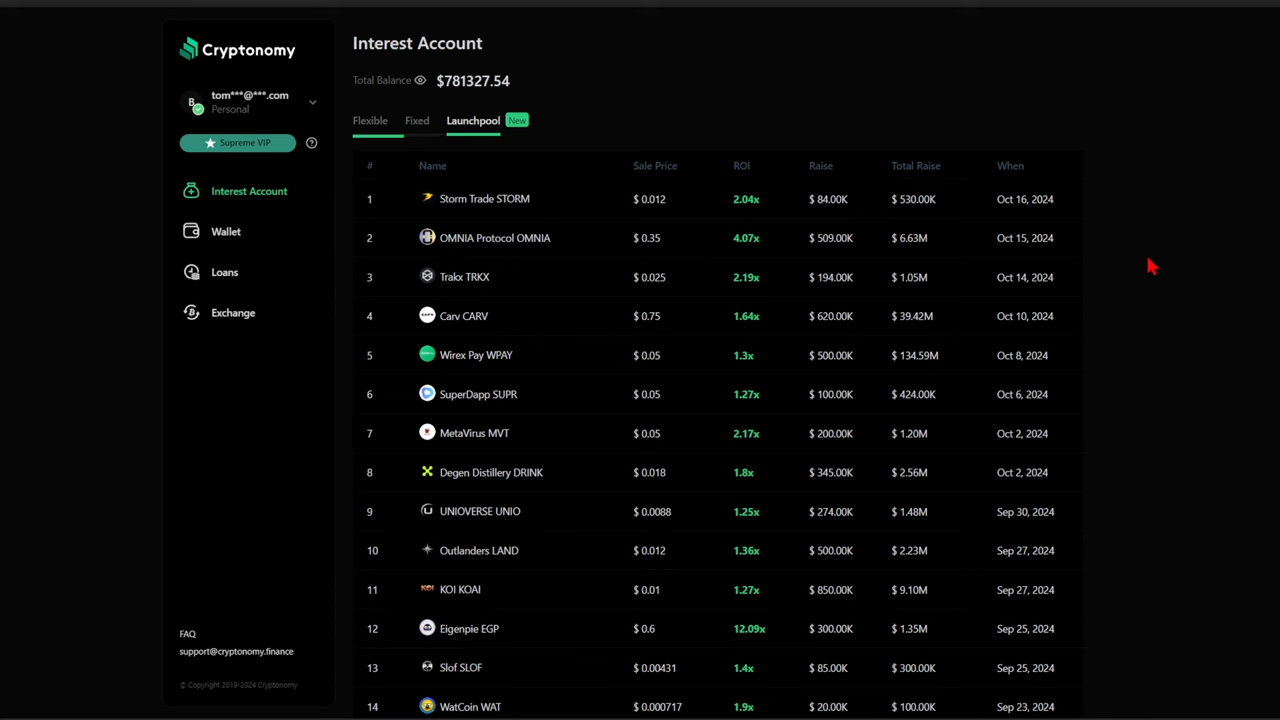 Cryptonomy
B
tom***@***.com
Personal
Supreme VIP
Interest Account
Wallet
Loans
Exchange
FAQ
support@cryptonomy.finance
© Copyright 2019-2024 Cryptonomy
Interest Account
Total Balance $781327.54
Flexible Fixed Launchpool New
# Name Sale Price ROI Raise Total Raise When
1 Storm Trade STORM $ 0.012 2.04x $ 84.00K $ 530.00K Oct 16, 2024
2 OMNIA Protocol OMNIA $ 0.35 4.07x $ 509.00K $ 6.63M Oct 15, 2024
3 Tralox TRKX $ 0.025 2.19x $ 194.00K $ 1.05M Oct 14, 2024
4 Carv CARV $ 0.75 1.64x $ 620.00K $ 39.42M Oct 10, 2024
5 Wirex Pay WPAY $ 0.05 1.3x $ 500.00K $ 134.59M Oct 8, 2024
6 SuperDapp SUPR $ 0.05 1.27x $ 100.00K $ 424.00K Oct 6, 2024
7 MetaVirus MVT $ 0.05 2.17x $ 200.00K $ 1.20M Oct 2, 2024
8 Degen Distillery DRINK $ 0.018 1.8x $ 345.00K $ 2.56M Oct 2, 2024
9 UNIOVERSE UNIO $ 0.0088 1.25x $ 274.00K $ 1.48M Sep 30, 2024
10 Outlanders LAND $ 0.012 1.36x $ 500.00K $ 2.23M Sep 27, 2024
11 KOI KOAI $ 0.01 1.27x $ 850.00K $ 9.10M Sep 27, 2024
12 Eigenpie EGP $ 0.6 12.09x $ 300.00K $ 1.35M Sep 25, 2024
13 Slof SLOF $ 0.00431 1.4x $ 85.00K $ 300.00K Sep 25, 2024
14 WatCoin WAT $ 0.000717 1.9x $ 20.00K $ 100.00K Sep 23, 2024